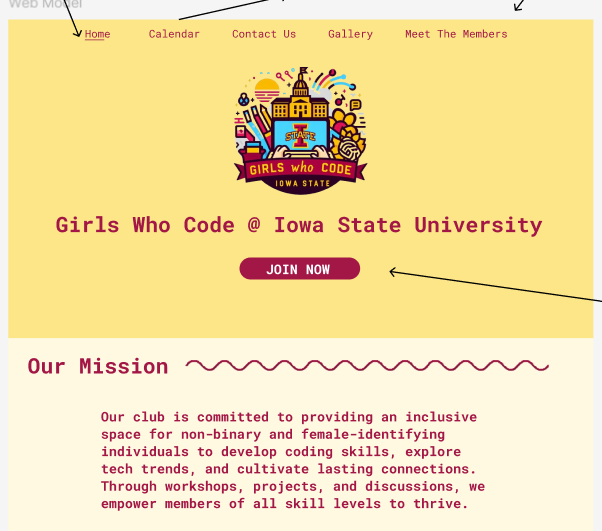 Web Model
Home Calendar Contact Us Gallery Meet The Members
I
STATE
GIRLS who CODE
IOWA STATE
Girls Who Code @ Iowa State University
JOIN NOW
Our Mission
Our club is committed to providing an inclusive
space for non-binary and female-identifying
individuals to develop coding skills, explore
tech trends, and cultivate lasting connections.
Through workshops, projects, and discussions, we
empower members of all skill levels to thrive.